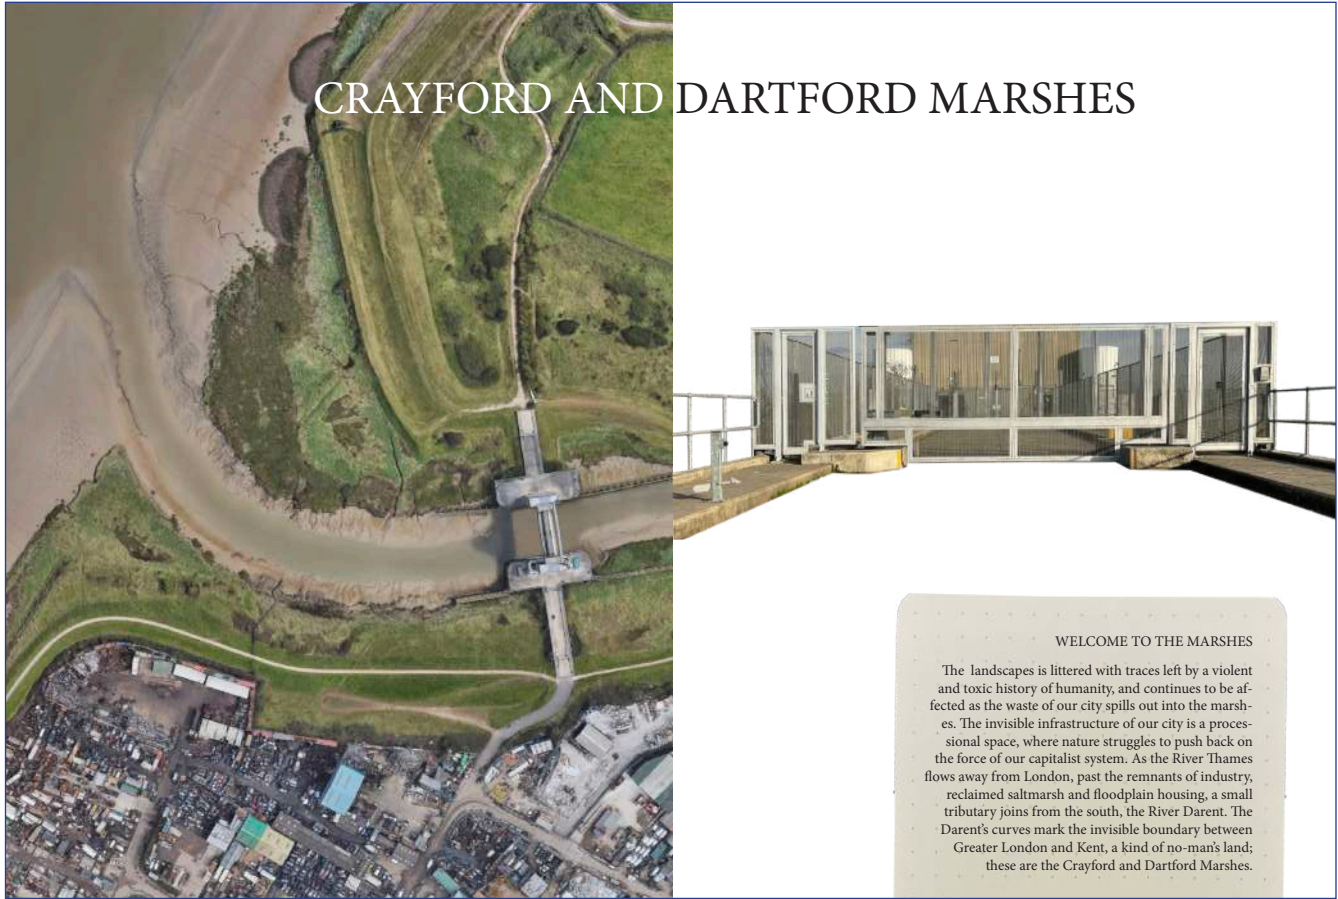 CRAYFORD AND DARTFORD MARSHES
WELCOME TO THE MARSHES
The landscapes is littered with traces left by a violent
and toxic history of humanity, and continues to be af-
fected as the waste of our city spills out into the marsh-
es. The invisible infrastructure of our city is a proces-
sional space, where nature struggles to push back on
the force of our capitalist system. As the River Thames
flows away from London, past the remnants of industry,
reclaimed saltmarsh and floodplain housing, a small
tributary joins from the south, the River Darent. The
Darent's curves mark the invisible boundary between
Greater London and Kent, a kind of no-man's land;
these are the Crayford and Dartford Marshes.